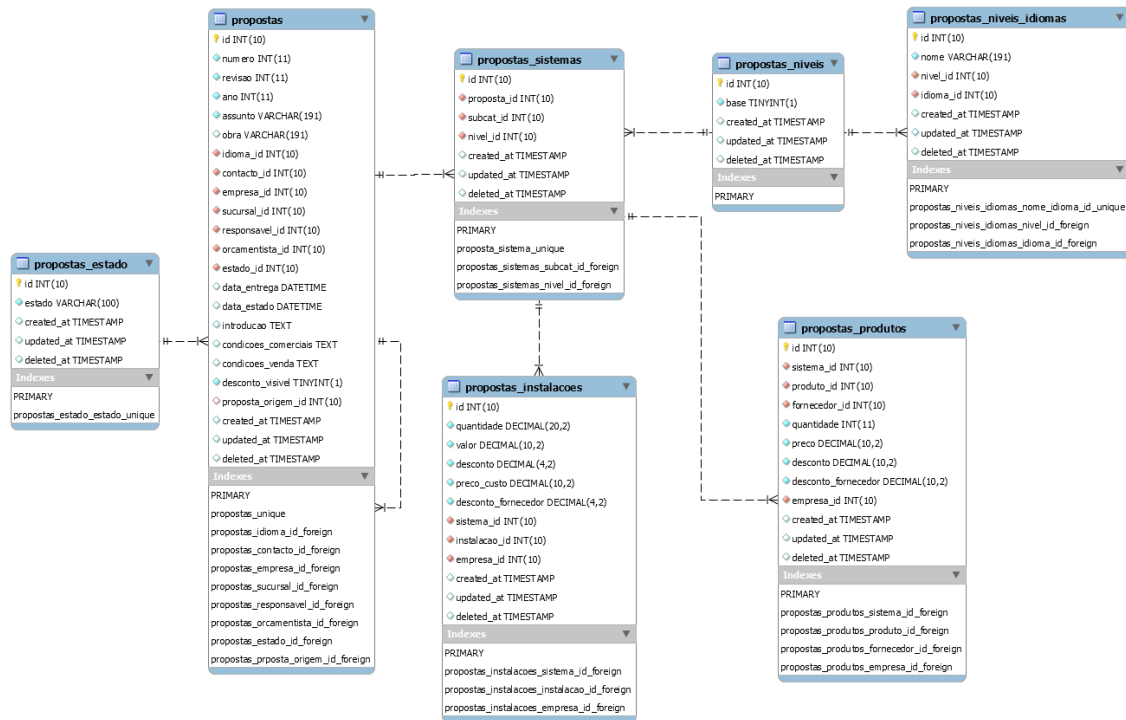 propostas
id INT(10)
numero INT(11)
revisao INT(11)
ano INT(11)
assunto VARCHAR(191)
obra VARCHAR(191)
idioma_id INT(10)
contacto_id INT(10)
empresa_id INT(10)
sucursal_id INT(10)
responsavel_id INT(10)
orcamentista_id INT(10)
estado_id INT(10)
data_entrega DATETIME
data_estado DATETIME
introducao TEXT
condicoes_comerciais TEXT
condicoes_venda TEXT
desconto_visivel TINYINT(1)
proposta_origem_id INT(10)
created_at TIMESTAMP
updated_at TIMESTAMP
deleted_at TIMESTAMP
Indexes
PRIMARY
propostas_unique
propostas_idioma_id_foreign
propostas_contacto_id_foreign
propostas_empresa_id_foreign
propostas_sucursal_id_foreign
propostas_responsavel_id_foreign
propostas_orcamentista_id_foreign
propostas_estado_id_foreign
propostas_prposta_origem_id_foreign
propostas_sistemas
id INT(10)
proposta_id INT(10)
subcat_id INT(10)
nivel_id INT(10)
created_at TIMESTAMP
updated_at TIMESTAMP
deleted_at TIMESTAMP
Indexes
PRIMARY
proposta_sistema_unique
propostas_sistemas_subcat_id_foreign
propostas_sistemas_nivel_id_foreign
propostas_niveis
id INT(10)
base TINYINT(1)
created_at TIMESTAMP
updated_at TIMESTAMP
deleted_at TIMESTAMP
Indexes
PRIMARY
propostas_niveis_idiomas
id INT(10)
nome VARCHAR(191)
nivel_id INT(10)
idioma_id INT(10)
created_at TIMESTAMP
updated_at TIMESTAMP
deleted_at TIMESTAMP
Indexes
PRIMARY
propostas_niveis_idiomas_nome_idioma_id_unique
propostas_niveis_idiomas_nivel_id_foreign
propostas_niveis_idiomas_idioma_id_foreign
propostas_estado
id INT(10)
estado VARCHAR(100)
created_at TIMESTAMP
updated_at TIMESTAMP
deleted_at TIMESTAMP
Indexes
PRIMARY
propostas_estado_estado_unique
propostas_instalacoes
id INT(10)
quantidade DECIMAL(20,2)
valor DECIMAL(10,2)
desconto DECIMAL(4,2)
preco_custo DECIMAL(10,2)
desconto_fornecedor DECIMAL(4,2)
sistema_id INT(10)
instalacao_id INT(10)
empresa_id INT(10)
created_at TIMESTAMP
updated_at TIMESTAMP
deleted_at TIMESTAMP
Indexes
PRIMARY
propostas_instalacoes_sistema_id_foreign
propostas_instalacoes_instalacao_id_foreign
propostas_instalacoes_empresa_id_foreign
propostas_produtos
id INT(10)
sistema_id INT(10)
produto_id INT(10)
fornecedor_id INT(10)
quantidade INT(11)
preco DECIMAL(10,2)
desconto DECIMAL(10,2)
desconto_fornecedor DECIMAL(10,2)
empresa_id INT(10)
created_at TIMESTAMP
updated_at TIMESTAMP
deleted_at TIMESTAMP
Indexes
PRIMARY
propostas_produtos_sistema_id_foreign
propostas_produtos_produto_id_foreign
propostas_produtos_fornecedor_id_foreign
propostas_produtos_empresa_id_foreign